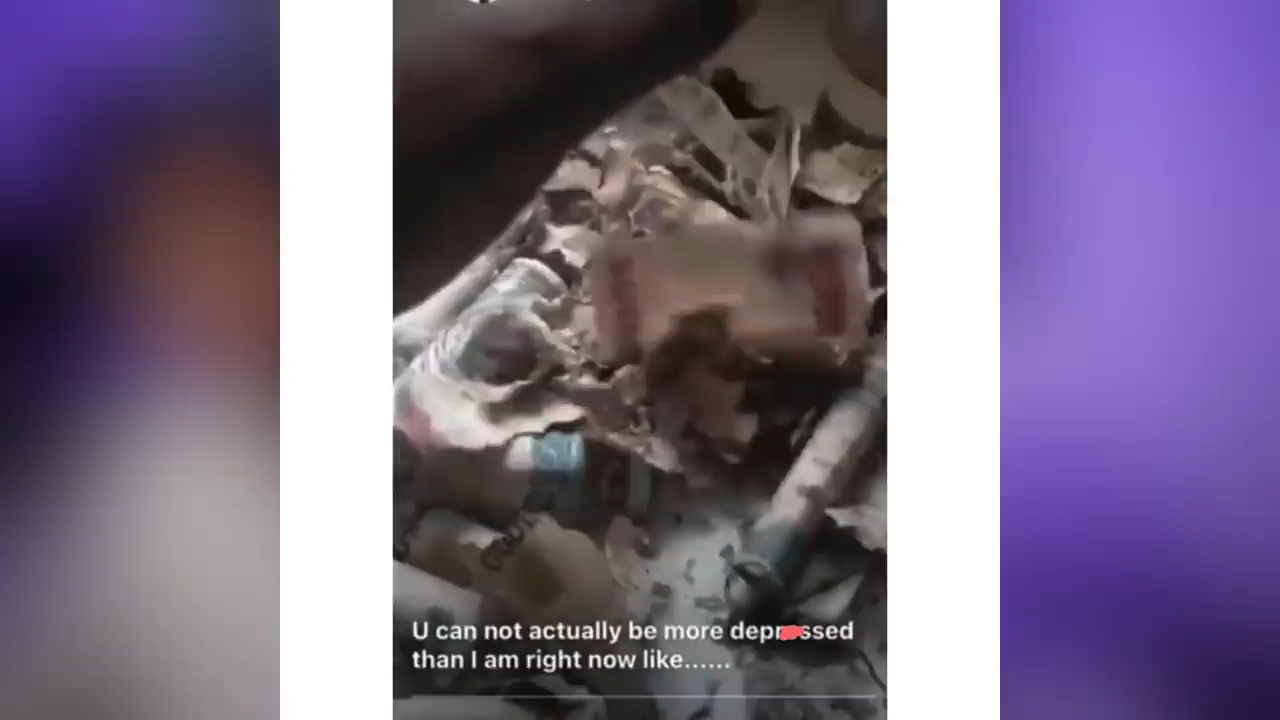 U can not actually be more depressed
than I am right now like......